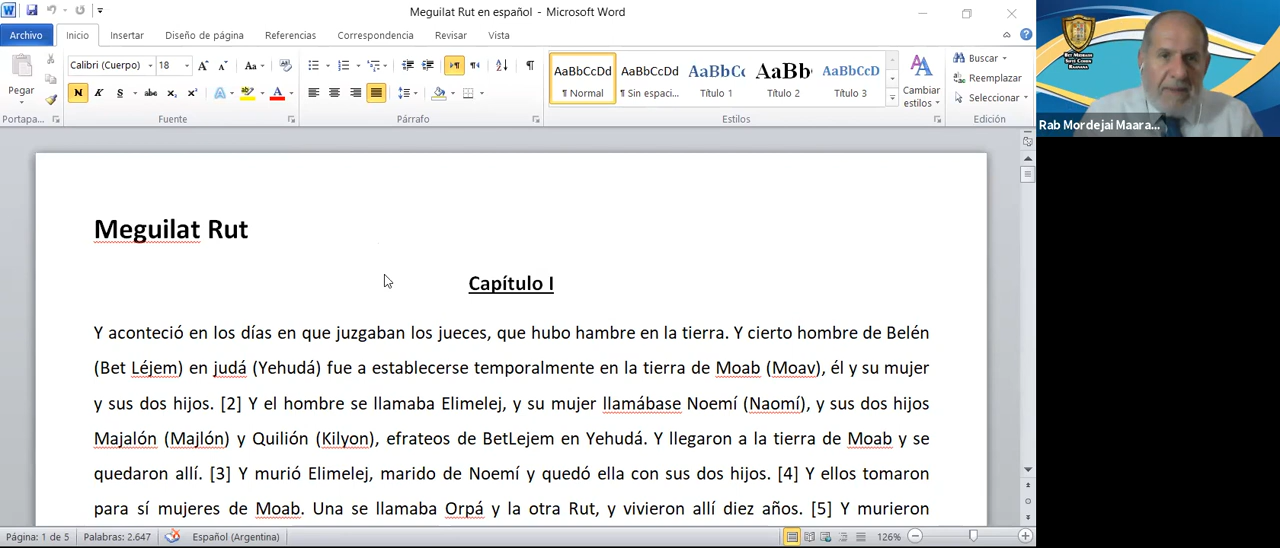 Meguilat Rut en español - Microsoft Word
Archivo Inicio Insertar Diseño de página Referencias Correspondencia Revisar Vista
Pegar
Calibri (Cuerpo) 18
N K S abc x₂ x²
AaBbCcDd AaBbCcDd AaBbCc AaBb AaBbCcD
¶ Normal ¶ Sin espaci... Título 1 Título 2 Título 3
Cambiar estilos
Buscar
Reemplazar
Seleccionar
Portapa... Fuente Párrafo Estilos Edición
Rab Mordejai Maara...
Meguilat Rut
Capítulo I
Y aconteció en los días en que juzgaban los jueces, que hubo hambre en la tierra. Y cierto hombre de Belén
(Bet Léjem) en judá (Yehudá) fue a establecerse temporalmente en la tierra de Moab (Moav), él y su mujer
y sus dos hijos. [2] Y el hombre se llamaba Elimelej, y su mujer llamábase Noemí (Naomí), y sus dos hijos
Majalón (Majlón) y Quilión (Kilyon), efrateos de BetLejem en Yehudá. Y llegaron a la tierra de Moab y se
quedaron allí. [3] Y murió Elimelej, marido de Noemí y quedó ella con sus dos hijos. [4] Y ellos tomaron
para sí mujeres de Moab. Una se llamaba Orpá y la otra Rut, y vivieron allí diez años. [5] Y murieron
Página: 1 de 5 Palabras: 2.647 Español (Argentina) 126%